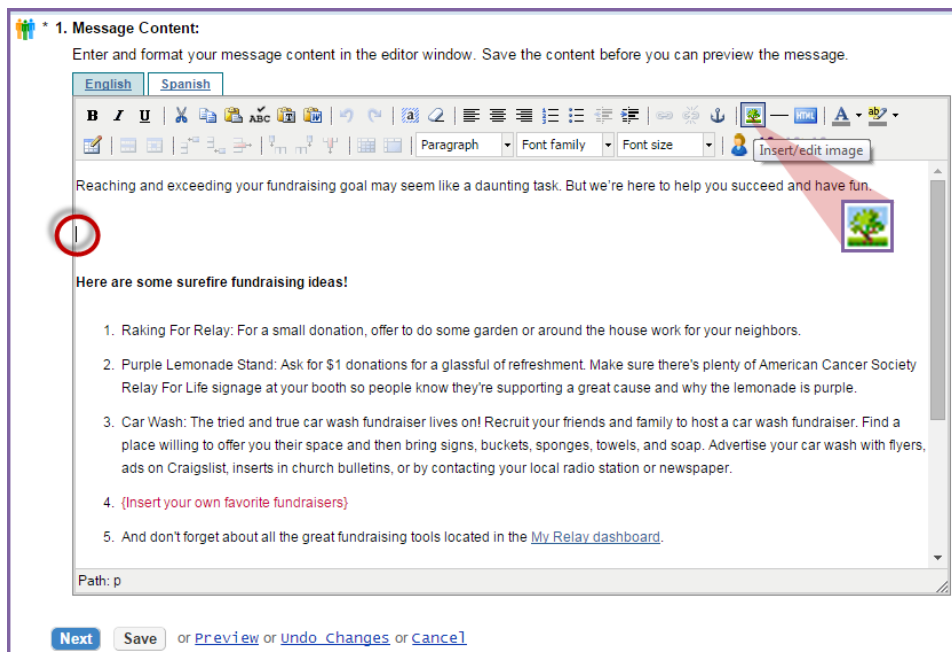 * 1. Message Content:
Enter and format your message content in the editor window. Save the content before you can preview the message.
English Spanish
B I U ABC T W a HTML A ab
Paragraph Font family Font size
Insert/edit image
Reaching and exceeding your fundraising goal may seem like a daunting task. But we're here to help you succeed and have fun.
Here are some surefire fundraising ideas!
1. Raking For Relay: For a small donation, offer to do some garden or around the house work for your neighbors.
2. Purple Lemonade Stand: Ask for $1 donations for a glassful of refreshment. Make sure there's plenty of American Cancer Society
Relay For Life signage at your booth so people know they're supporting a great cause and why the lemonade is purple.
3. Car Wash: The tried and true car wash fundraiser lives on! Recruit your friends and family to host a car wash fundraiser. Find a
place willing to offer you their space and then bring signs, buckets, sponges, towels, and soap. Advertise your car wash with flyers,
ads on Craigslist, inserts in church bulletins, or by contacting your local radio station or newspaper.
4. {Insert your own favorite fundraisers}
5. And don't forget about all the great fundraising tools located in the My Relay dashboard.
Path: p
Next Save or Preview or Undo Changes or Cancel